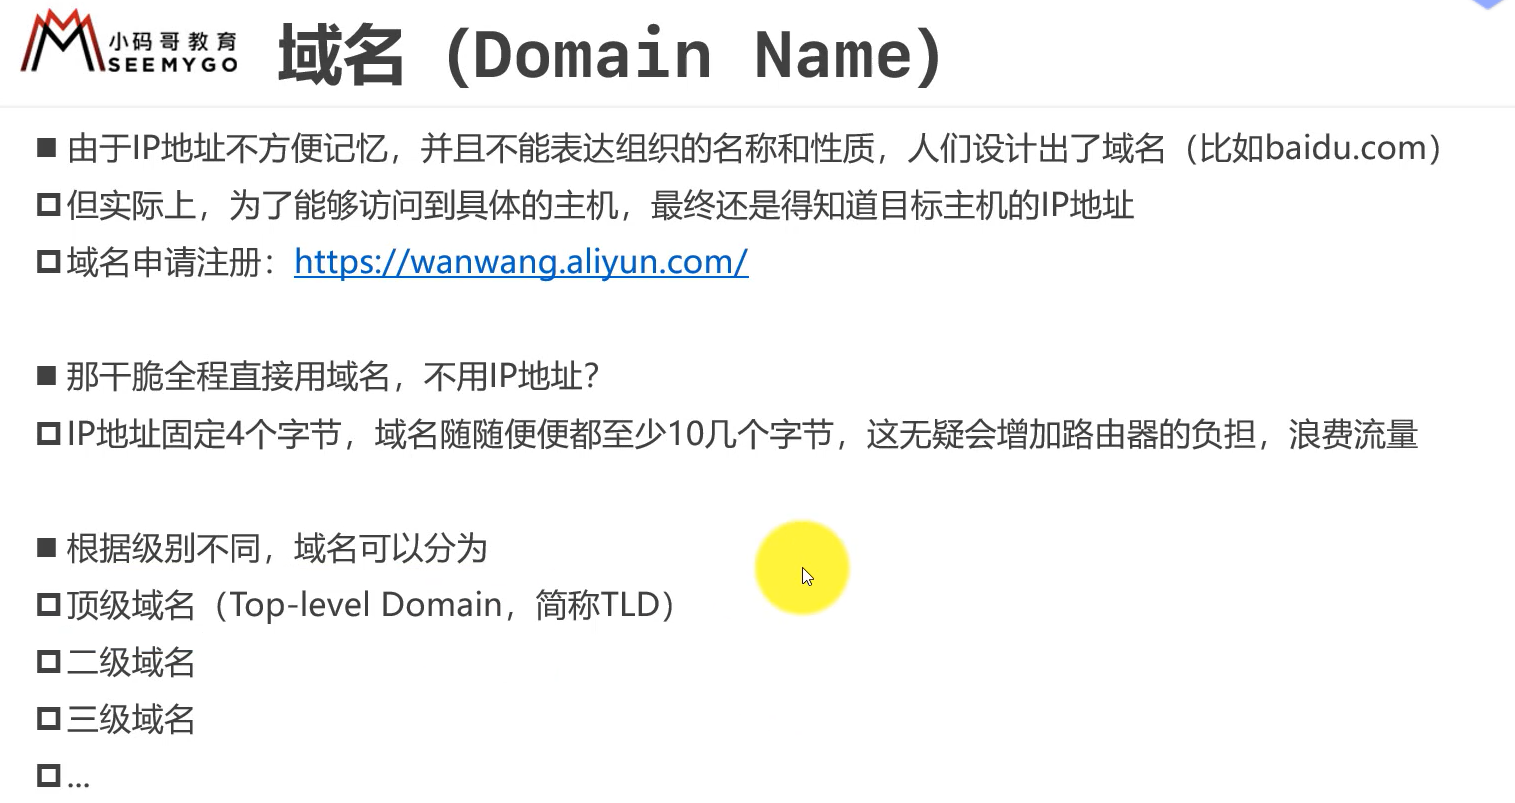 小码哥教育
SEEMYGO
域名（Domain Name）
■ 由于IP地址不方便记忆，并且不能表达组织的名称和性质，人们设计出了域名（比如baidu.com）
但实际上，为了能够访问到具体的主机，最终还是得知道目标主机的IP地址
域名申请注册：https://wanwang.aliyun.com/
■ 那干脆全程直接用域名，不用IP地址？
IP地址固定4个字节，域名随随便便都至少10几个字节，这无疑会增加路由器的负担，浪费流量
■ 根据级别不同，域名可以分为
顶级域名（Top-level Domain，简称TLD）
二级域名
三级域名
...